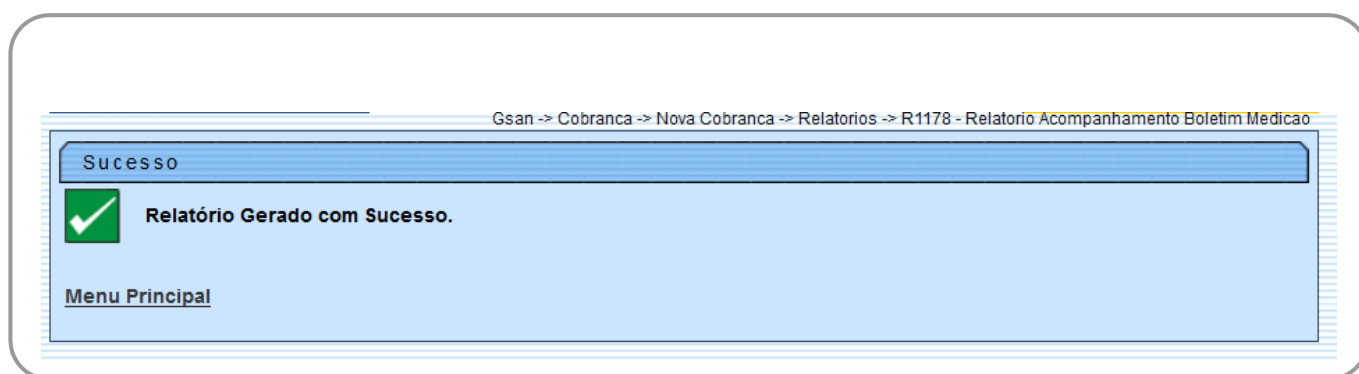 Gsan -> Cobranca -> Nova Cobranca -> Relatorios -> R1178 - Relatorio Acompanhamento Boletim Medicao
Sucesso
Relatório Gerado com Sucesso.
Menu Principal